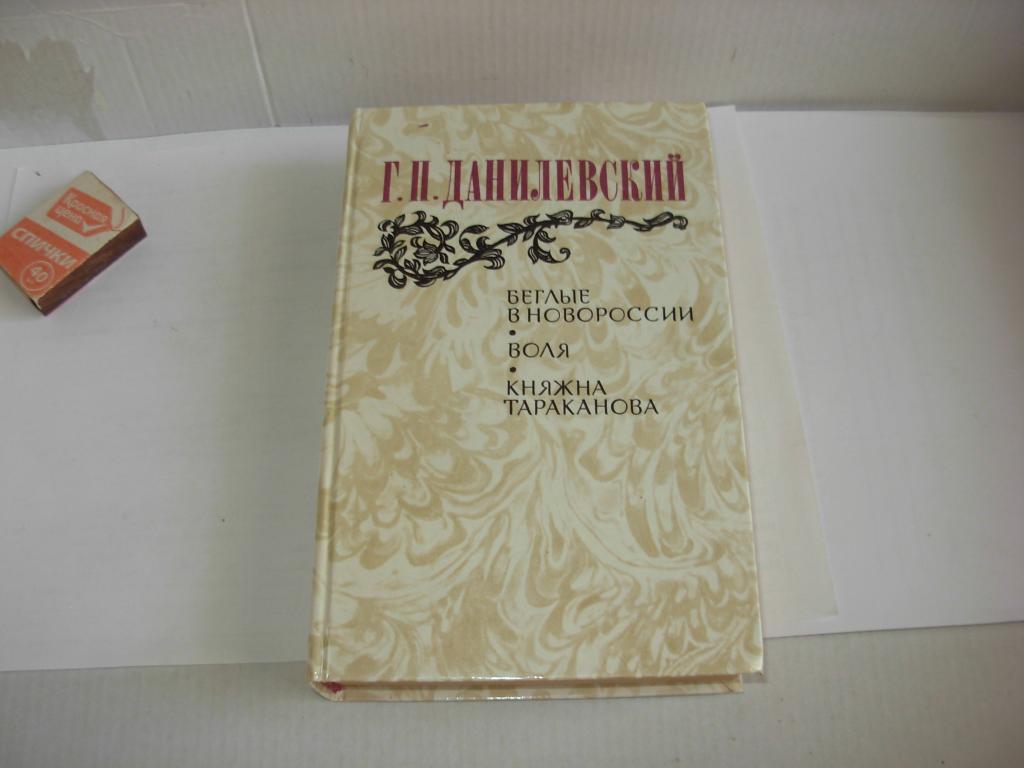 Г.П. ДАНИЛЕВСКИЙ
БЕГЛЫЕ
В НОВОРОССИИ
•
ВОЛЯ
•
КНЯЖНА
ТАРАКАНОВА
Красная
цена
СПИЧКИ
40